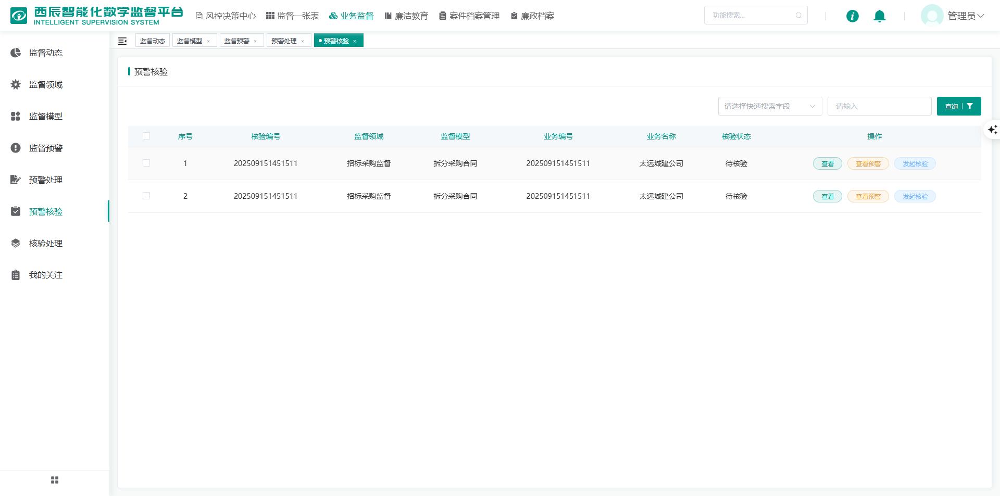 西辰智能化数字监督平台
INTELLIGENT SUPERVISION SYSTEM
风控决策中心 监督一张表 业务监督 廉洁教育 案件档案管理 廉政档案
功能搜索...
管理员
监督动态 监督模型 × 监督预警 × 预警处理 × 预警核验 ×
监督动态
监督领域
监督模型
监督预警
预警处理
预警核验
核验处理
我的关注
预警核验
请选择快速搜索字段 请输入 查询
序号 核验编号 监督领域 监督模型 业务编号 业务名称 核验状态 操作
1 202509151451511 招标采购监督 拆分采购合同 202509151451511 太远城建公司 待核验 查看 查看预警 发起核验
2 202509151451511 招标采购监督 拆分采购合同 202509151451511 太远城建公司 待核验 查看 查看预警 发起核验